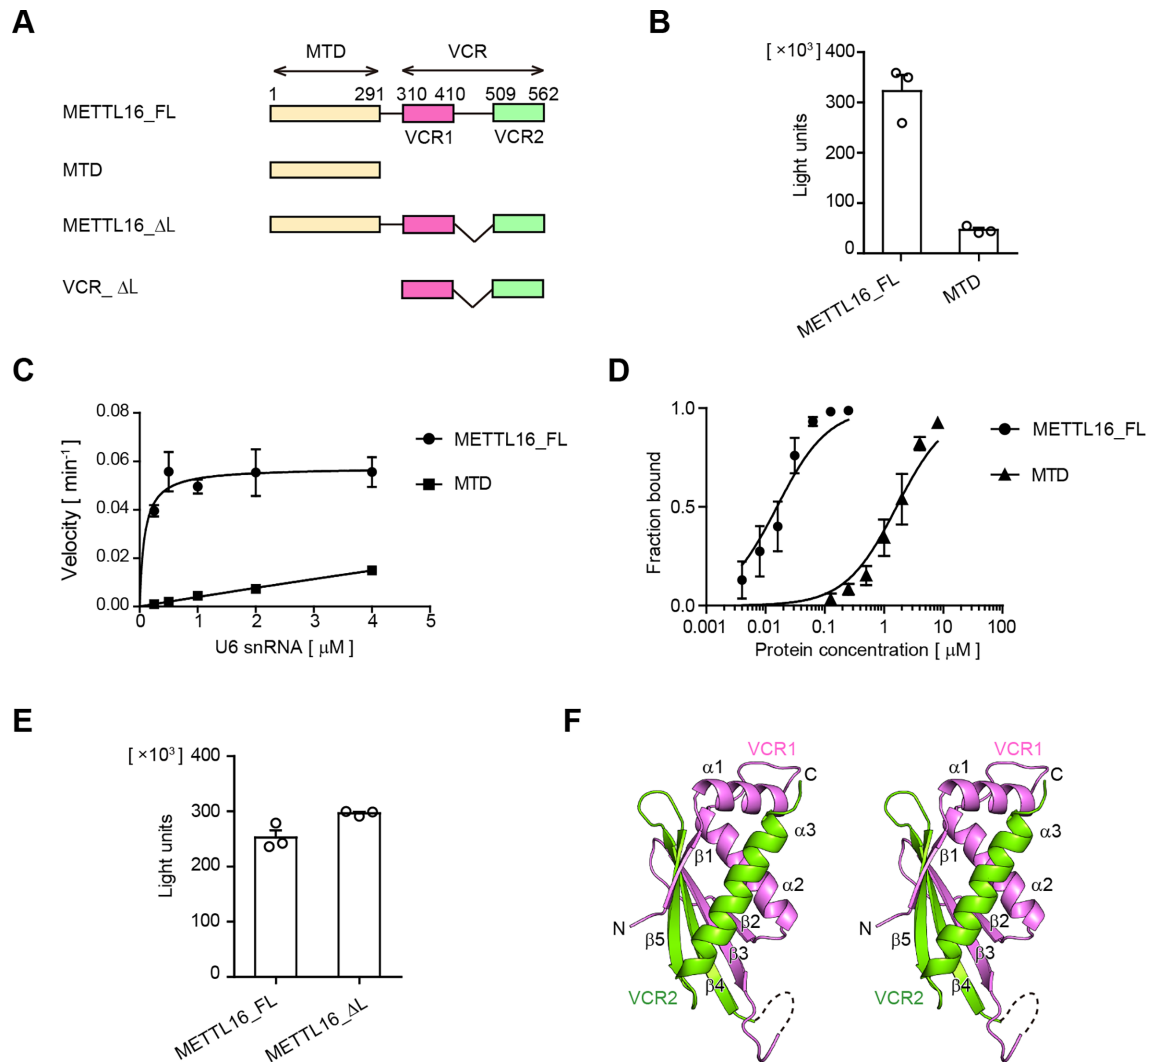 A
MTD VCR
1 291 310 410 509 562
METTL16_FL
VCR1 VCR2
MTD
METTL16_ΔL
VCR_ ΔL
B
[ ×10³]
400
300
200
100
0
Light units
METTL16_FL
MTD
C
0.08
0.06
0.04
0.02
0.00
Velocity [ min⁻¹ ]
0 1 2 3 4 5
U6 snRNA [ μM ]
METTL16_FL
MTD
D
1.0
0.5
0.0
Fraction bound
0.001 0.01 0.1 1 10 100
Protein concentration [ μM ]
METTL16_FL
MTD
E
[ ×10³ ]
400
300
200
100
0
Light units
METTL16_FL
METTL16_ΔL
F
VCR1
α1
C
α3
β1
α2
N
β2
β5
β3
β4
VCR2
VCR1
α1
C
α3
β1
α2
N
β2
β5
β3
β4
VCR2